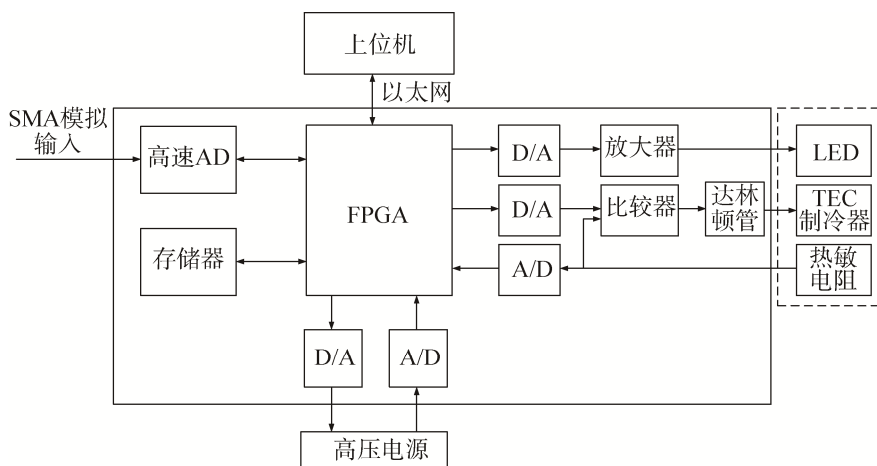 上位机
以太网
SMA模拟
输入
高速AD
FPGA
D/A
放大器
LED
D/A
比较器
达林
顿管
TEC
制冷器
存储器
A/D
热敏
电阻
D/A
A/D
高压电源